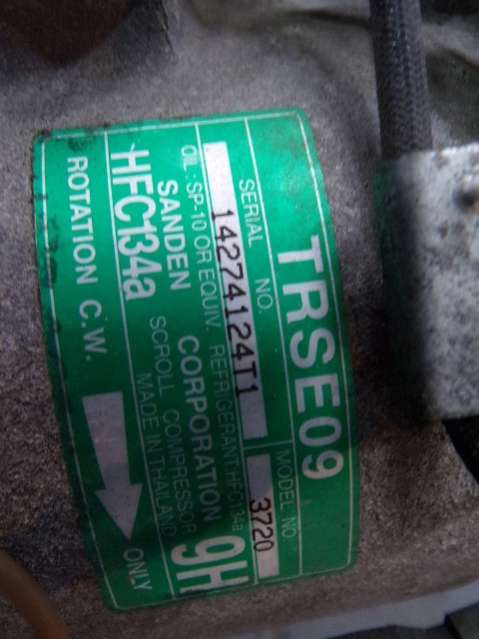 TRSE09
SERIAL NO. MODEL NO.
14274124T1 3720
OIL : SP-10 OR EQUIV. REFRIGERANT:HFC134a
SANDEN CORPORATION 9H
HFC134a SCROLL COMPRESSOR
MADE IN THAILAND
ROTATION C.W. ONLY